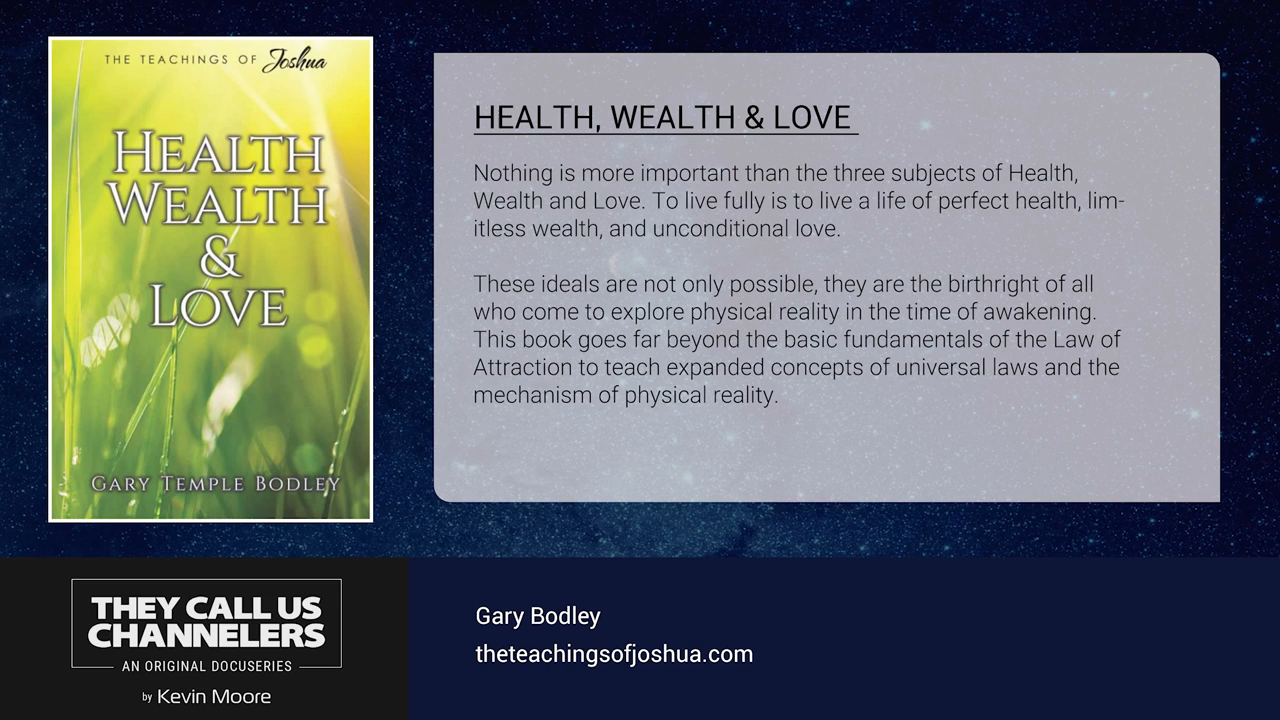 THE TEACHINGS OF Joshua
HEALTH
WEALTH
&
LOVE
GARY TEMPLE BODLEY
HEALTH, WEALTH & LOVE
Nothing is more important than the three subjects of Health,
Wealth and Love. To live fully is to live a life of perfect health, lim-
itless wealth, and unconditional love.
These ideals are not only possible, they are the birthright of all
who come to explore physical reality in the time of awakening.
This book goes far beyond the basic fundamentals of the Law of
Attraction to teach expanded concepts of universal laws and the
mechanism of physical reality.
THEY CALL US
CHANNELERS
AN ORIGINAL DOCUSERIES
by Kevin Moore
Gary Bodley
theteachingsofjoshua.com